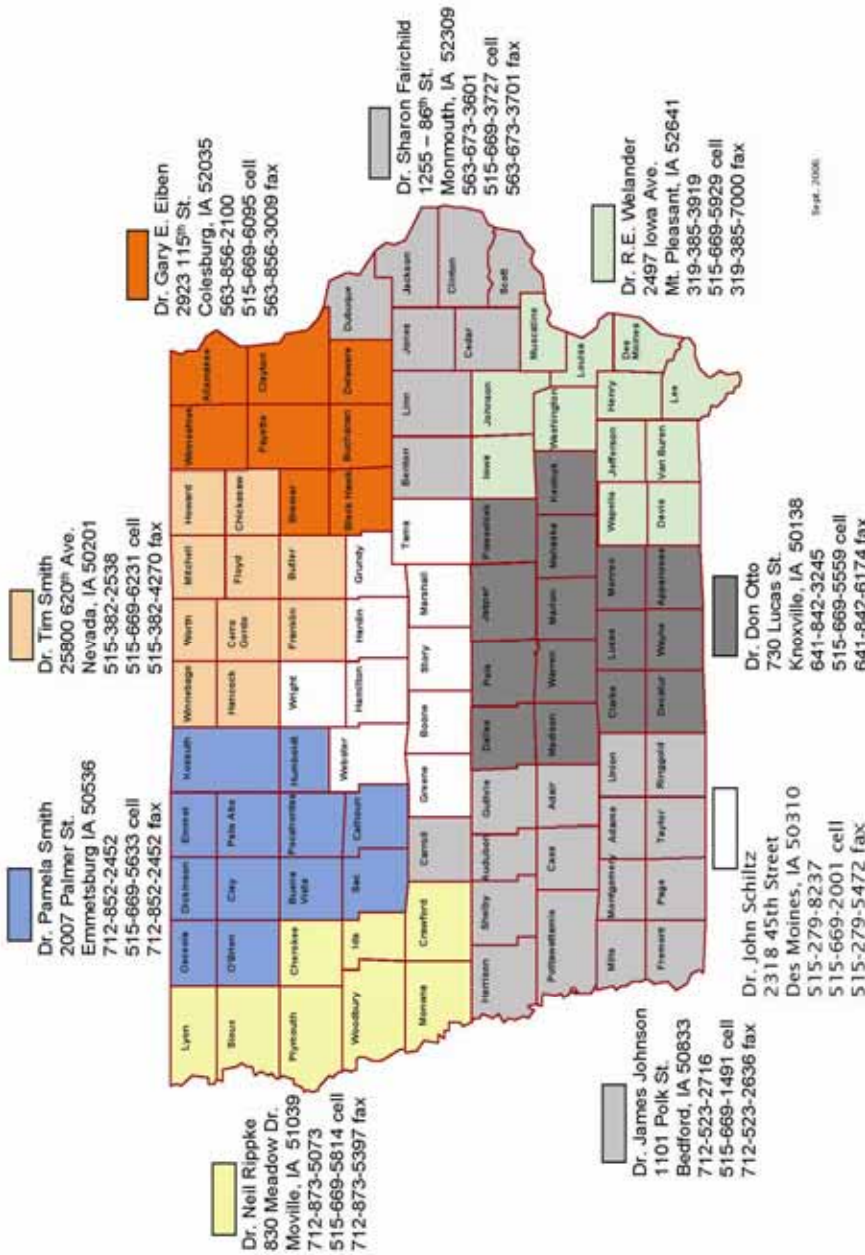 Dr. Pamela Smith
2007 Palmer St.
Emmetsburg IA 50536
712-852-2452
515-669-5633 cell
712-852-2452 fax
Dr. Tim Smith
25800 620th Ave.
Nevada, IA 50201
515-382-2538
515-669-6231 cell
515-382-4270 fax
Dr. Gary E. Eiben
2923 115th St.
Colesburg, IA 52035
563-856-2100
515-669-6095 cell
563-856-3009 fax
Dr. Neil Rippke
830 Meadow Dr.
Moville, IA 51039
712-873-5073
515-669-5814 cell
712-873-5397 fax
Dr. Sharon Fairchild
1255 – 86th St.
Monmouth, IA 52309
563-673-3601
515-669-3727 cell
563-673-3701 fax
Lyon
Osceola
Dickinson
Emmet
Kossuth
Winnebago
Worth
Mitchell
Howard
Winneshiek
Allamakee
Sioux
O'Brien
Clay
Palo Alto
Hancock
Cerro
Gordo
Floyd
Chickasaw
Fayette
Clayton
Plymouth
Cherokee
Buena
Vista
Pocahontas
Humboldt
Wright
Franklin
Butler
Bremer
Woodbury
Ida
Sac
Calhoun
Webster
Hamilton
Hardin
Grundy
Black Hawk
Buchanan
Delaware
Dubuque
Monona
Crawford
Carroll
Greene
Boone
Story
Marshall
Tama
Benton
Linn
Jones
Jackson
Clinton
Cedar
Scott
Harrison
Shelby
Audubon
Guthrie
Dallas
Polk
Jasper
Poweshiek
Iowa
Johnson
Muscatine
Pottawattamie
Cass
Adair
Madison
Warren
Marion
Mahaska
Keokuk
Washington
Louisa
Mills
Montgomery
Adams
Union
Clarke
Lucas
Monroe
Wapello
Jefferson
Henry
Des
Moines
Fremont
Page
Taylor
Ringgold
Decatur
Wayne
Appanoose
Davis
Van Buren
Lee
Dr. James Johnson
1101 Polk St.
Bedford, IA 50833
712-523-2716
515-669-1491 cell
712-523-2636 fax
Dr. John Schiltz
2318 45th Street
Des Moines, IA 50310
515-279-8237
515-669-2001 cell
515-279-5472 fax
Dr. Don Otto
730 Lucas St.
Knoxville, IA 50138
641-842-3245
515-669-5559 cell
641-842-6174 fax
Dr. R.E. Welander
2497 Iowa Ave.
Mt. Pleasant, IA 52641
319-385-3919
515-669-5929 cell
319-385-7000 fax
Sept. 2006